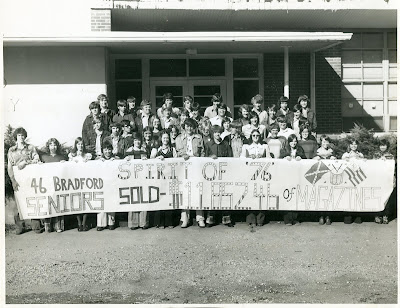 SPIRIT OF '76
46 BRADFORD SOLD-
SENIORS OF MAGAZINES